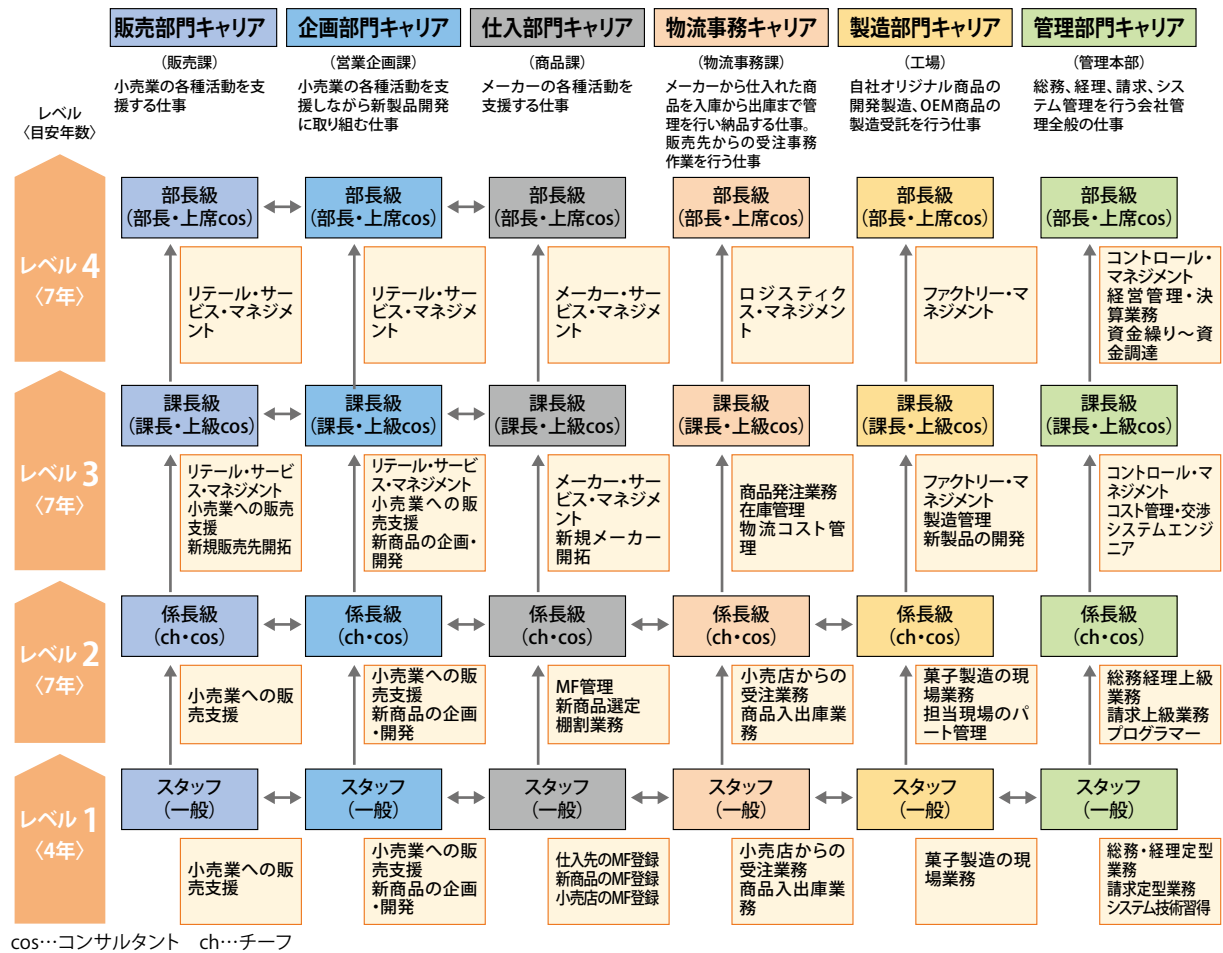 販売部門キャリア
企画部門キャリア
仕入部門キャリア
物流事務キャリア
製造部門キャリア
管理部門キャリア
(販売課)
小売業の各種活動を支
援する仕事
(営業企画課)
小売業の各種活動を支
援しながら新製品開発
に取り組む仕事
(商品課)
メーカーの各種活動を
支援する仕事
(物流事務課)
メーカーから仕入れた商
品を入庫から出庫まで管
理を行い納品する仕事。
販売先からの受注事務
作業を行う仕事
(工場)
自社オリジナル商品の
開発製造、OEM商品の
製造受託を行う仕事
(管理本部)
総務、経理、請求、シス
テム管理を行う会社管
理全般の仕事
レベル
〈目安年数〉
レベル 4
〈7年〉
部長級
(部長・上席cos)
部長級
(部長・上席cos)
部長級
(部長・上席cos)
部長級
(部長・上席cos)
部長級
(部長・上席cos)
部長級
(部長・上席cos)
リテール・サー
ビス・マネジメ
ント
リテール・サー
ビス・マネジメ
ント
メーカー・サー
ビス・マネジメ
ント
ロジスティク
ス・マネジメン
ト
ファクトリー・マ
ネジメント
コントロール・
マネジメント
経営管理・決
算業務
資金繰り～資
金調達
レベル 3
〈7年〉
課長級
(課長・上級cos)
課長級
(課長・上級cos)
課長級
(課長・上級cos)
課長級
(課長・上級cos)
課長級
(課長・上級cos)
課長級
(課長・上級cos)
リテール・サービ
ス・マネジメント
小売業への販売
支援
新規販売先開拓
リテール・サービ
ス・マネジメント
小売業への販
売支援
新商品の企画・
開発
メーカー・サー
ビス・マネジメ
ント
新規メーカー
開拓
商品発注業務
在庫管理
物流コスト管
理
ファクトリー・マ
ネジメント
製造管理
新製品の開発
コントロール・マ
ネジメント
コスト管理・交渉
システムエンジ
ニア
レベル 2
〈7年〉
係長級
(ch・cos)
係長級
(ch・cos)
係長級
(ch・cos)
係長級
(ch・cos)
係長級
(ch・cos)
係長級
(ch・cos)
小売業への販
売支援
小売業への販
売支援
新商品の企画
・開発
MF管理
新商品選定
棚割業務
小売店からの
受注業務
商品入出庫業
務
菓子製造の現
場業務
担当現場のパ
ート管理
総務経理上級
業務
請求上級業務
プログラマー
レベル 1
〈4年〉
スタッフ
(一般)
スタッフ
(一般)
スタッフ
(一般)
スタッフ
(一般)
スタッフ
(一般)
スタッフ
(一般)
小売業への販
売支援
小売業への販
売支援
新商品の企画
・開発
仕入先のMF登録
新商品のMF登録
小売店のMF登録
小売店からの
受注業務
商品入出庫業
務
菓子製造の現
場業務
総務・経理定型
業務
請求定型業務
システム技術習得
cos…コンサルタント　ch…チーフ